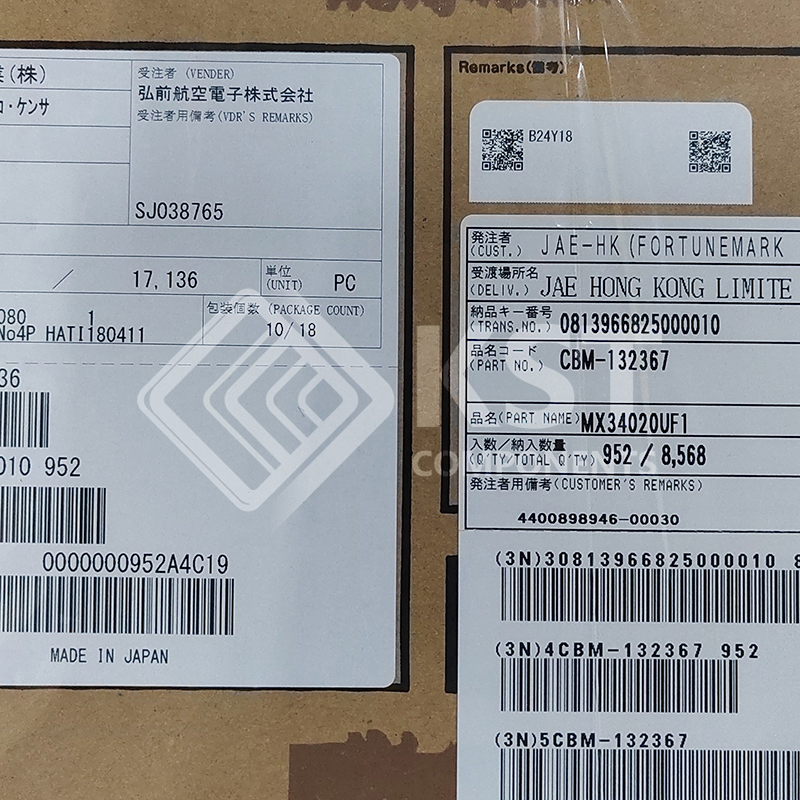 業(株)
コ・ケンサ
受注者 (VENDER)
弘前航空電子株式会社
受注者用備考(VDR'S REMARKS)
SJ038765
/ 17,136
単位
(UNIT)
PC
080 1
No4P HATI180411
包装個数 (PACKAGE COUNT)
10/18
36
010 952
0000000952A4C19
MADE IN JAPAN
Remarks(備考)
B24Y18
発注者
(CUST.)
JAE-HK(FORTUNEMARK
受渡場所名
(DELIV.)
JAE HONG KONG LIMITE
納品キー番号
(TRANS.NO.)
0813966825000010
品名コード
(PART NO.)
CBM-132367
品名(PART NAME)
MX34020UF1
入数/納入数量
(Q'TY/TOTAL Q'TY)
952 / 8,568
発注者用備考(CUSTOMER'S REMARKS)
4400898946-00030
(3N)30813966825000010 8
(3N)4CBM-132367 952
(3N)5CBM-132367
KST
COMPONENTS